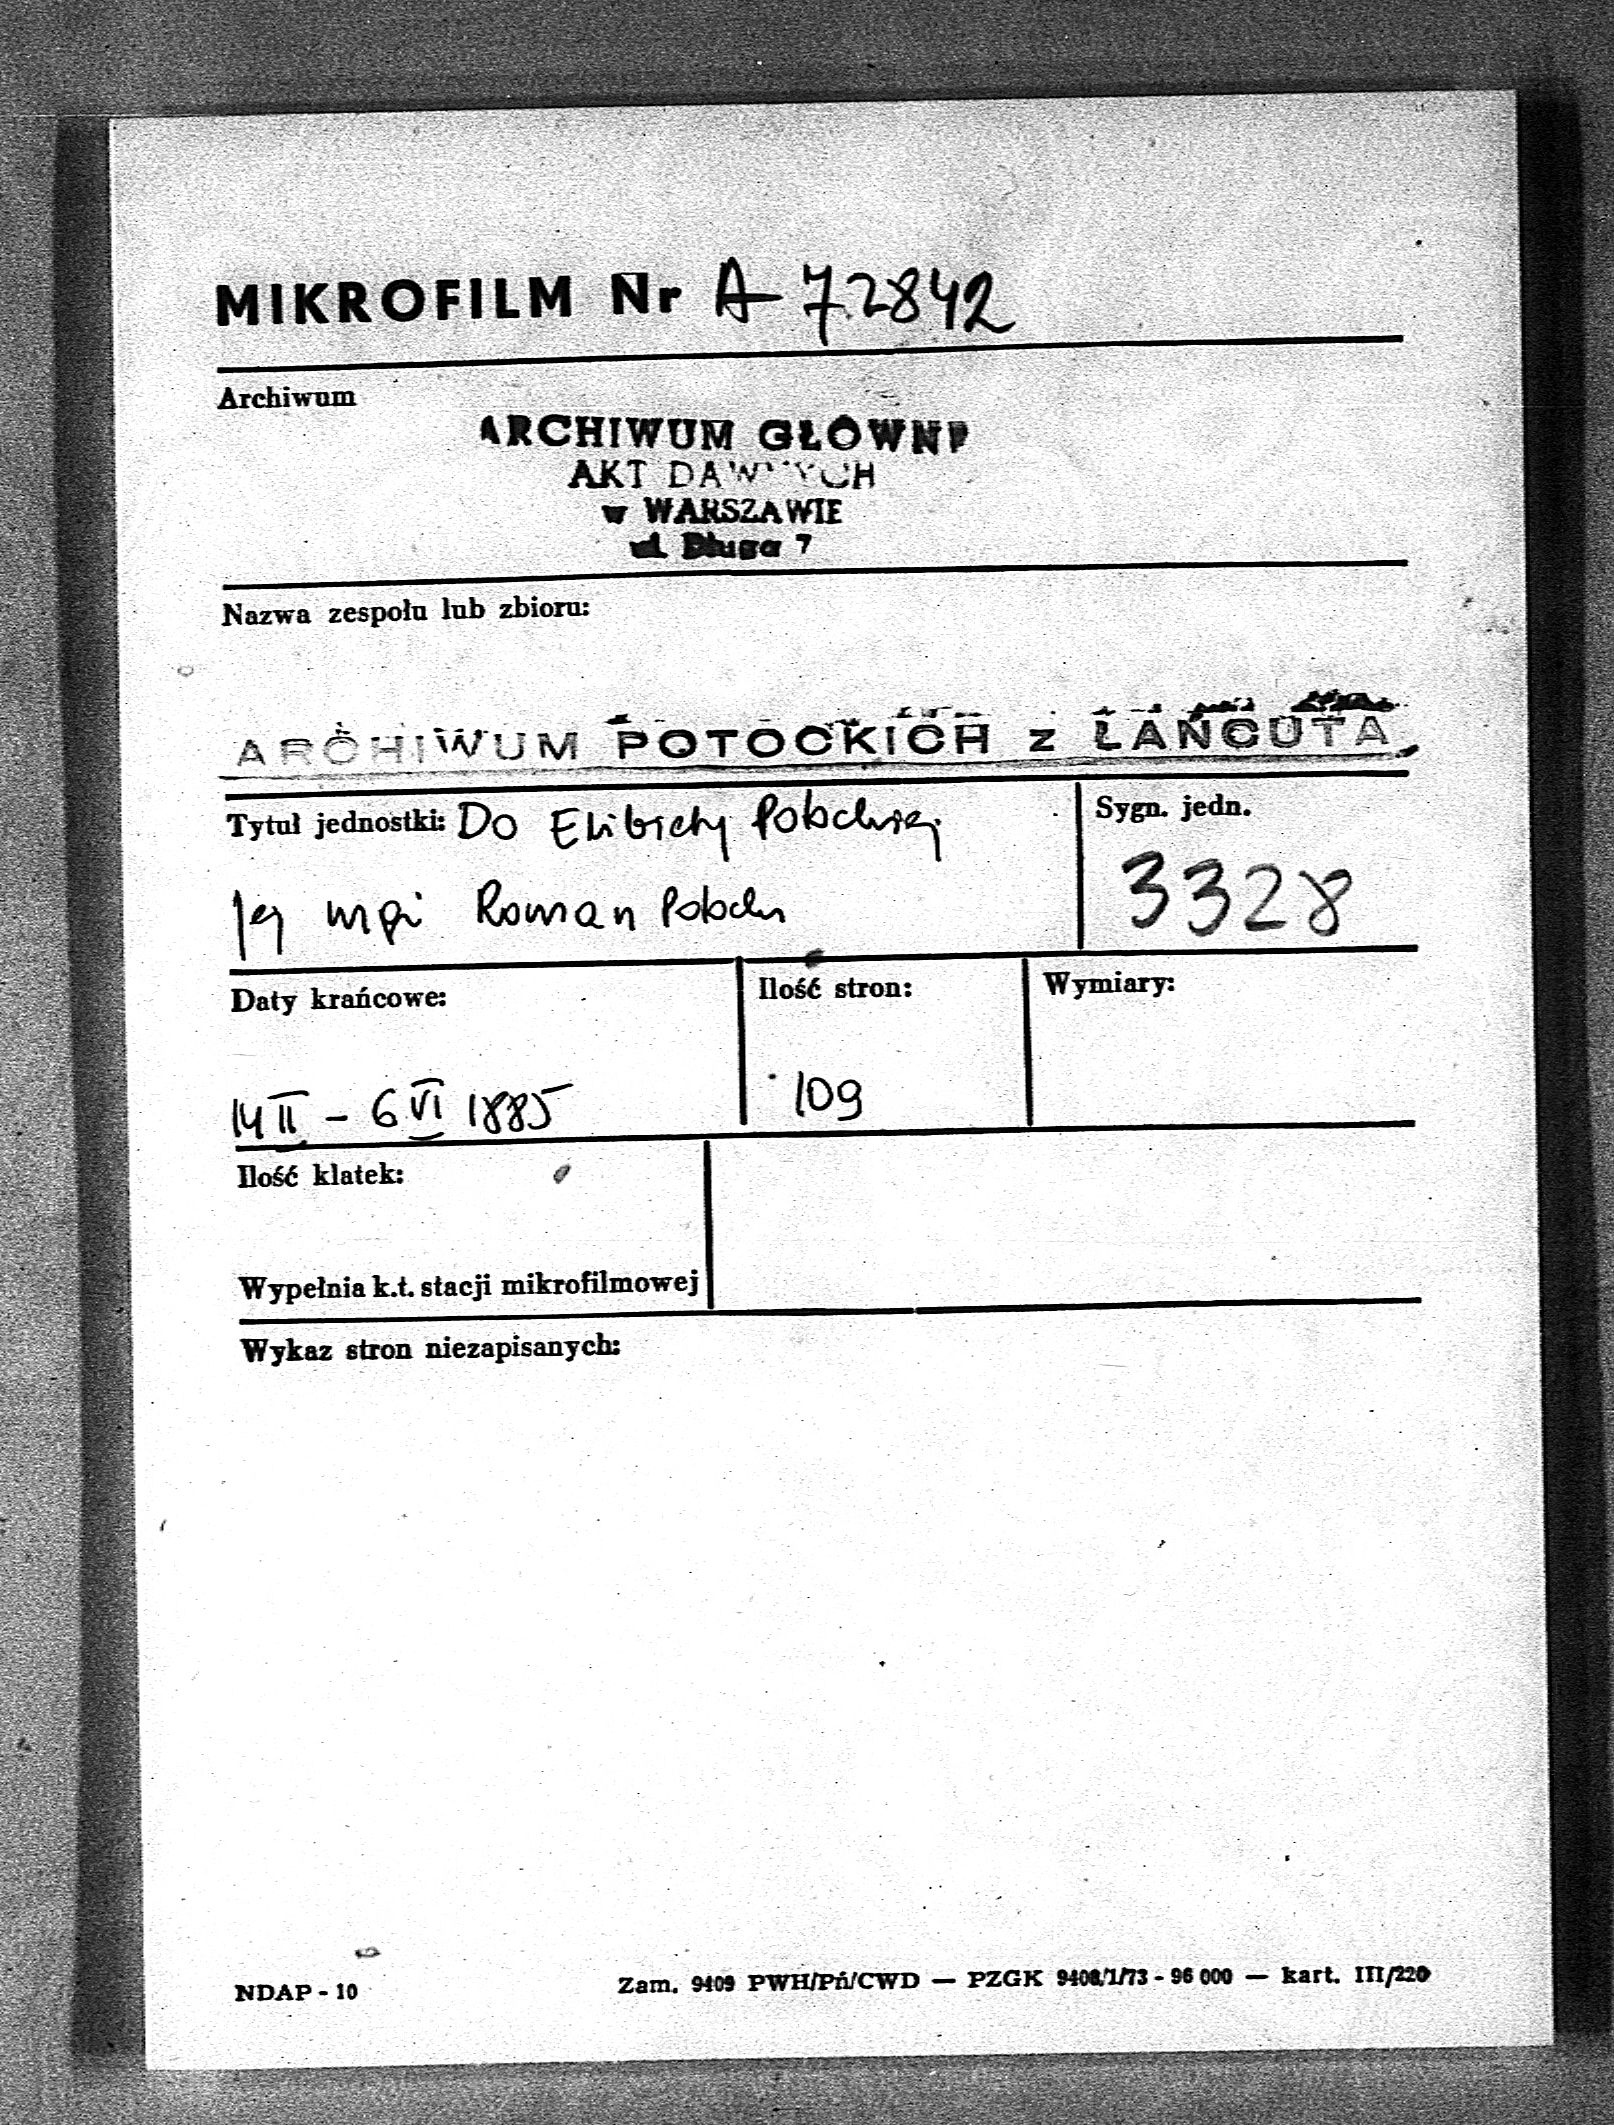 MIKROFILM Nr A-72842
Archiwum
ARCHIWUM GŁÓWNE
AKT DAWNYCH
w WARSZAWIE
ul. Długa 7
Nazwa zespołu lub zbioru:
ARCHIWUM POTOCKICH z ŁAŃCUTA
Tytuł jednostki: Do Elżbiety Potockiej
Sygn. jedn.
jej mąż Roman Potocki
3328
Daty krańcowe:
Ilość stron:
Wymiary:
14 II - 6 VI 1885
109
Ilość klatek:
Wypełnia k.t. stacji mikrofilmowej
Wykaz stron niezapisanych:
NDAP - 10
Zam. 9409 PWH/Pń/CWD — PZGK 9408/1/73 - 96 000 — kart. III/220